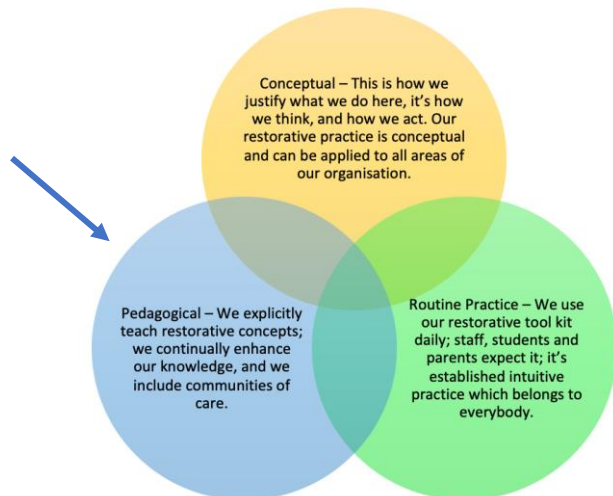 Conceptual – This is how we
justify what we do here, it’s how
we think, and how we act. Our
restorative practice is conceptual
and can be applied to all areas of
our organisation.
Pedagogical – We explicitly
teach restorative concepts;
we continually enhance
our knowledge, and we
include communities of
care.
Routine Practice – We use
our restorative tool kit
daily; staff, students and
parents expect it; it’s
established intuitive
practice which belongs to
everybody.